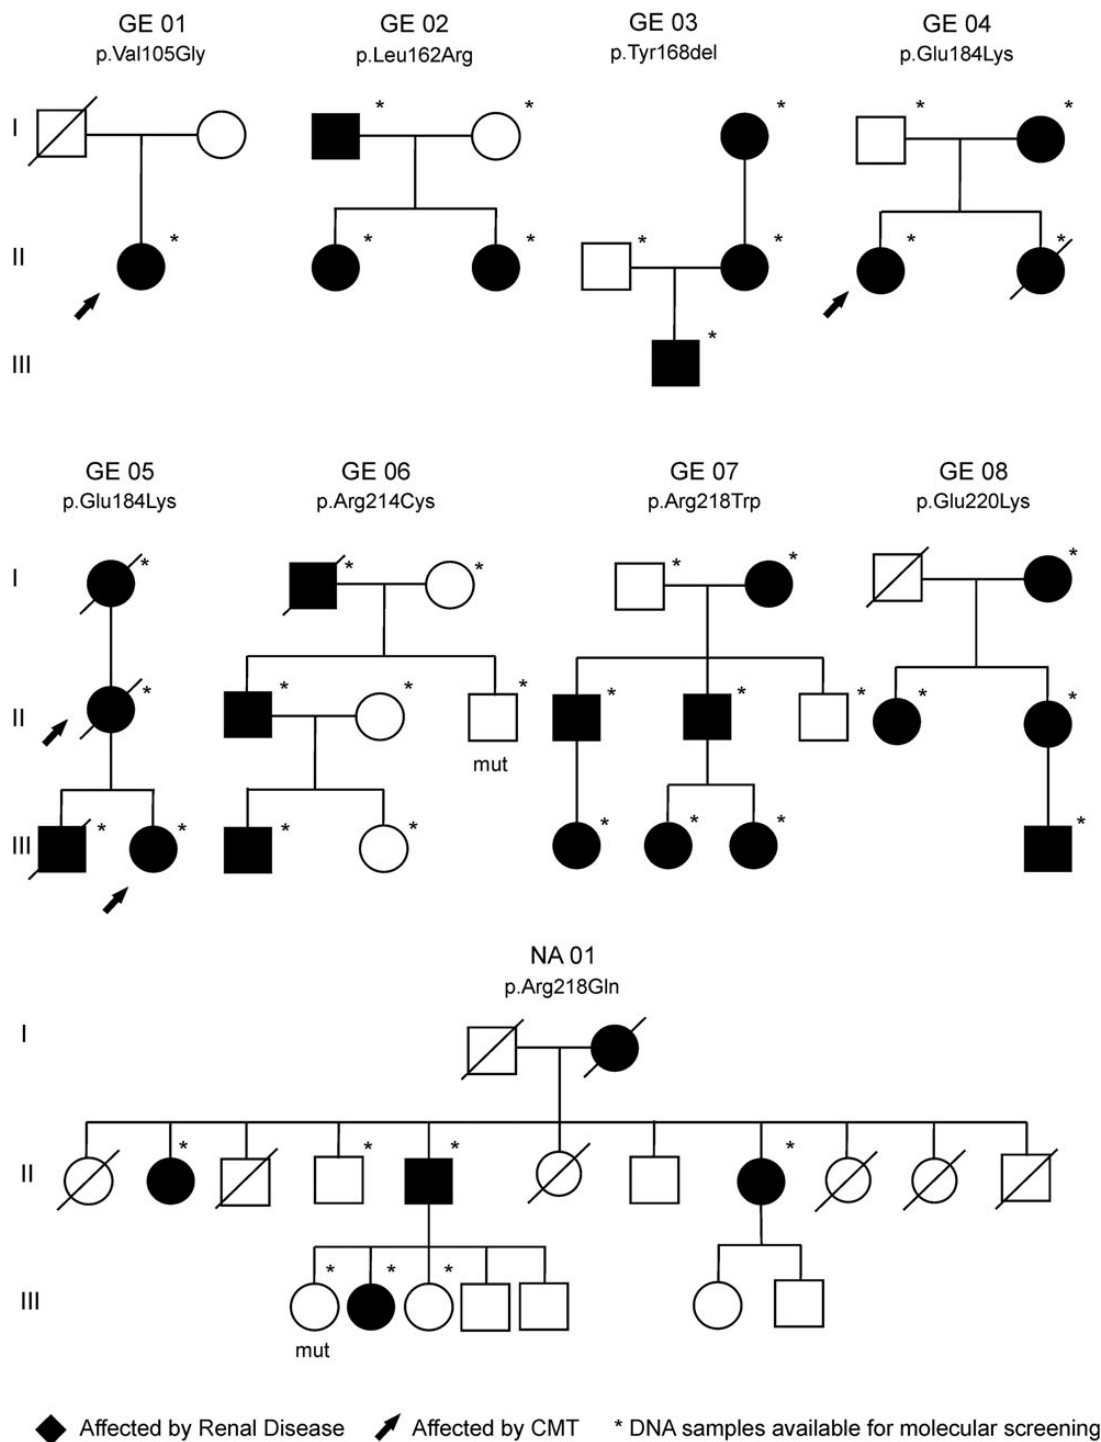 GE 01
p.Val105Gly
GE 02
p.Leu162Arg
GE 03
p.Tyr168del
GE 04
p.Glu184Lys
I
* * * * *
II
* * * * * * *
III
*
GE 05
p.Glu184Lys
GE 06
p.Arg214Cys
GE 07
p.Arg218Trp
GE 08
p.Glu220Lys
I
* * * * * *
II
* * * * * * * * *
mut
III
* * * * * * * *
NA 01
p.Arg218Gln
I
II
* * * *
III
* * *
mut
Affected by Renal Disease
Affected by CMT
* DNA samples available for molecular screening